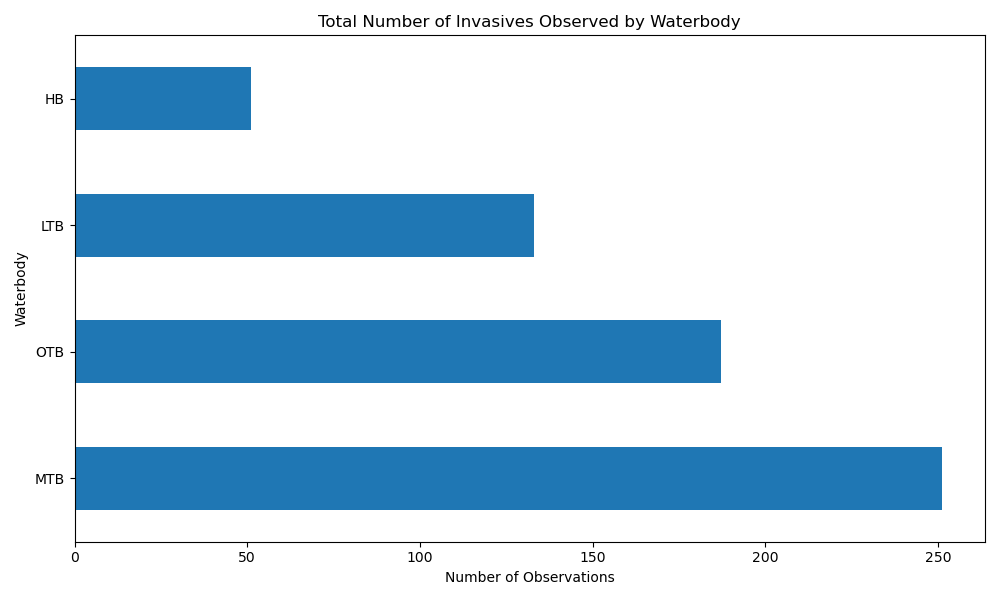 Total Number of Invasives Observed by Waterbody
HB
LTB
OTB
MTB
Waterbody
0 50 100 150 200 250
Number of Observations